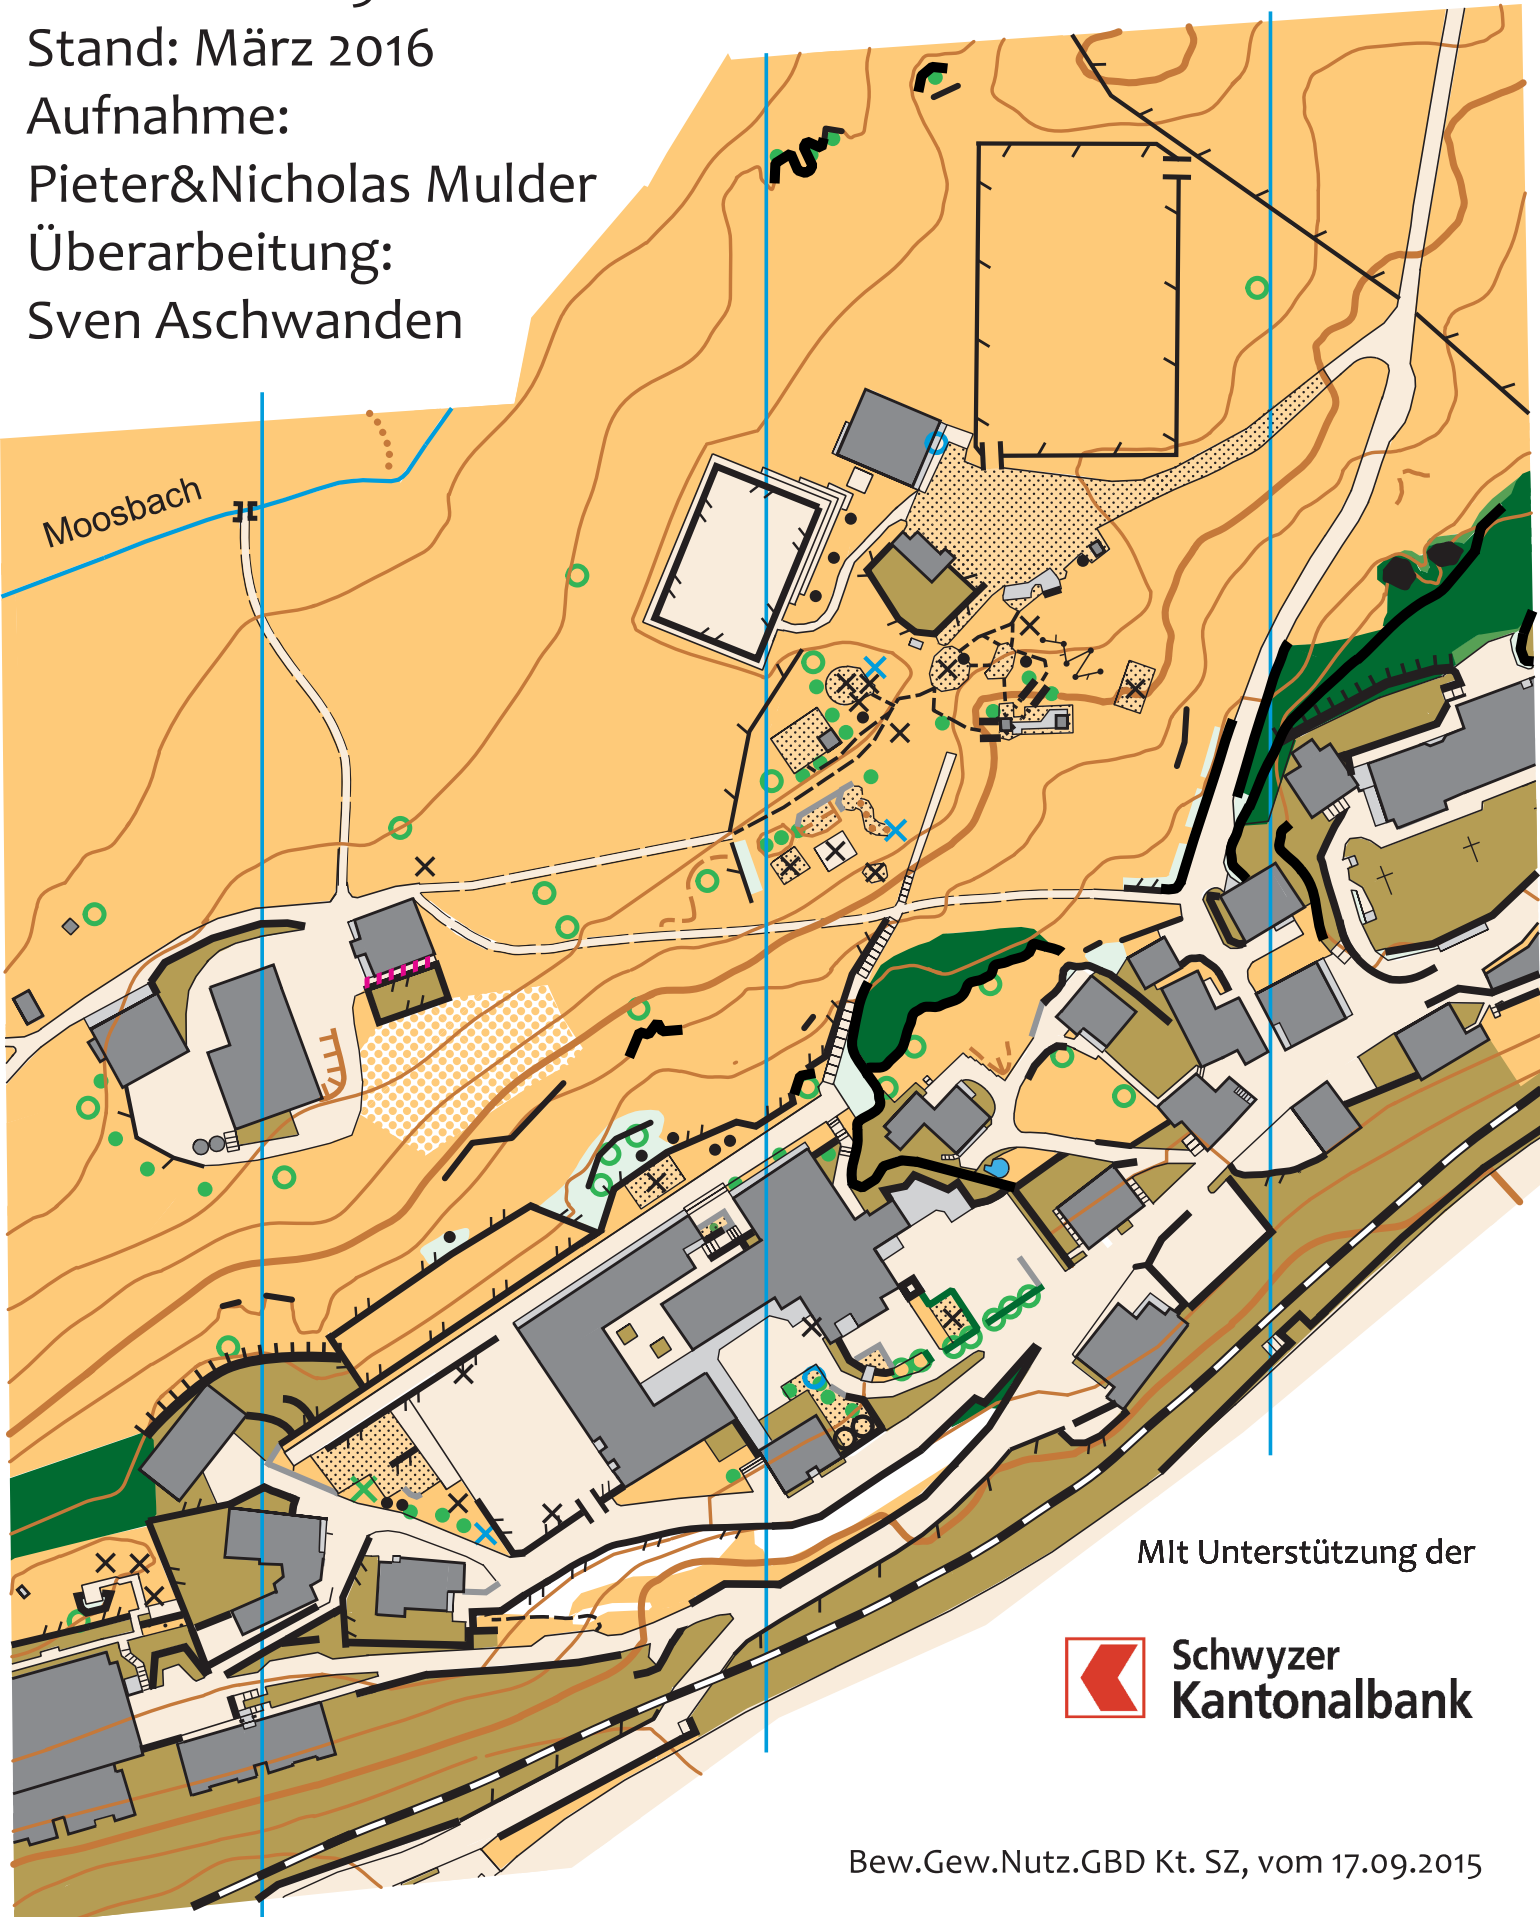 Stand: März 2016
Aufnahme:
Pieter&Nicholas Mulder
Überarbeitung:
Sven Aschwanden
Moosbach
MIt Unterstützung der
Schwyzer
Kantonalbank
Bew.Gew.Nutz.GBD Kt. SZ, vom 17.09.2015